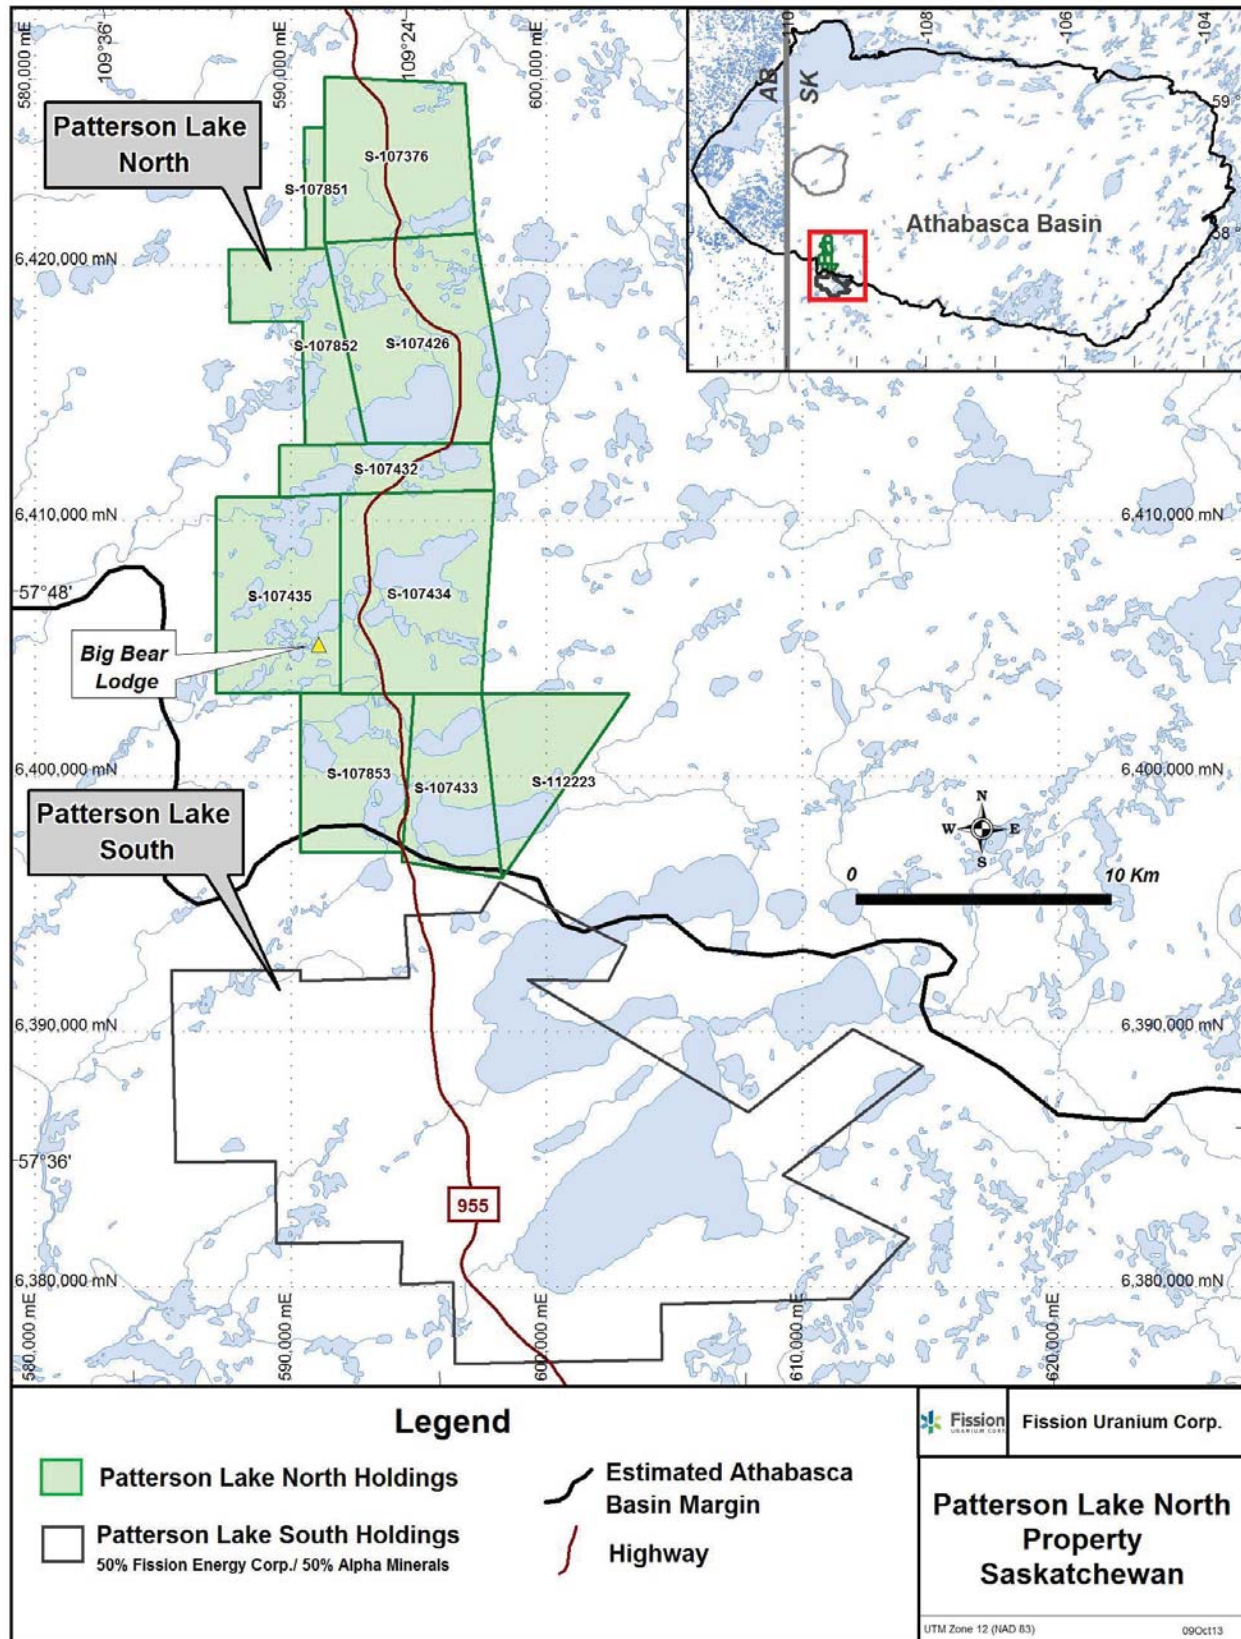 580,000 mE
109°36'
590,000 mE
109°24'
600,000 mE
-110
-108
-106
-104
AB
SK
59°
58°
Athabasca Basin
Patterson Lake
North
S-107376
S-107851
6,420,000 mN
S-107852
S-107426
S-107432
6,410,000 mN
6,410,000 mN
57°48'
S-107435
S-107434
Big Bear
Lodge
6,400,000 mN
6,400,000 mN
S-107853
S-107433
S-112223
N
W
E
S
Patterson Lake
South
0
10 Km
6,390,000 mN
6,390,000 mN
57°36'
955
6,380,000 mN
6,380,000 mN
580,000 mE
590,000 mE
600,000 mE
610,000 mE
620,000 mE
Legend
Patterson Lake North Holdings
Patterson Lake South Holdings
50% Fission Energy Corp./ 50% Alpha Minerals
Estimated Athabasca
Basin Margin
Highway
Fission
URANIUM CORP.
Fission Uranium Corp.
Patterson Lake North
Property
Saskatchewan
UTM Zone 12 (NAD 83)
09Oct13